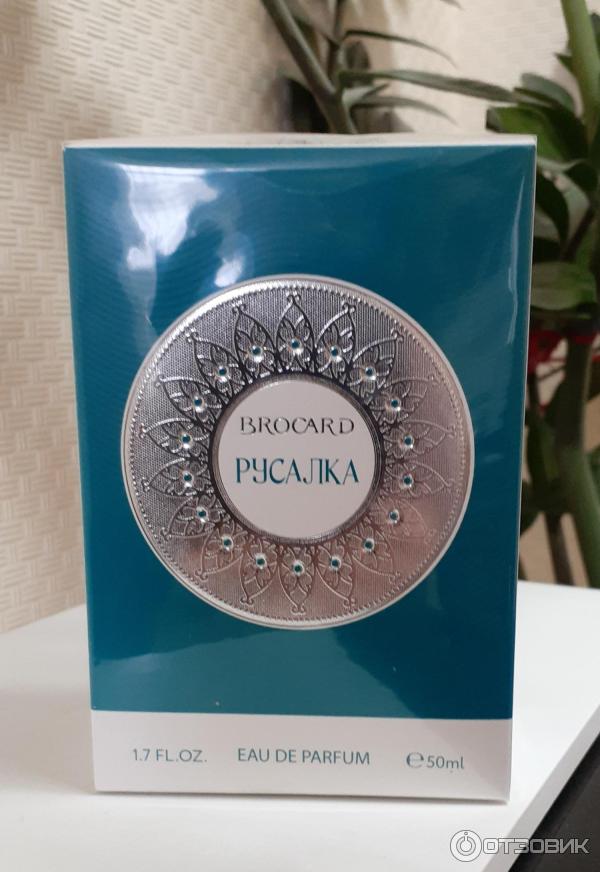 BROCARD
РУСАЛКА
1.7 FL.OZ. EAU DE PARFUM ℮50ml
ОТЗОВИК